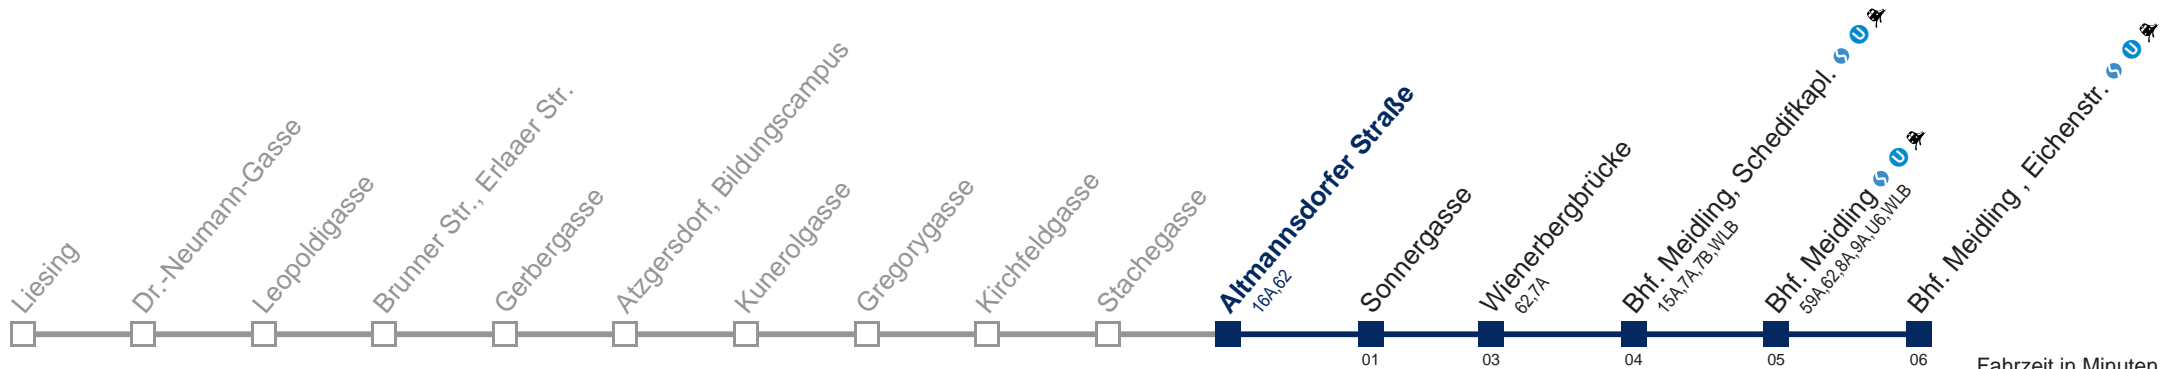 Liesing
Dr.-Neumann-Gasse
Leopoldigasse
Brunner Str., Erlaaer Str.
Gerbergasse
Atzgersdorf, Bildungscampus
Kunerolgasse
Gregorygasse
Kirchfeldgasse
Stachegasse
Altmannsdorfer Straße
16A,62
Sonnergasse
01
Wienerbergbrücke
62,7A
03
Bhf. Meidling, Schedifkapl. S U
15A,7A,7B,WLB
04
Bhf. Meidling S U
59A,62,8A,9A,U6,WLB
05
Bhf. Meidling , Eichenstr. S U
06
Fahrzeit in Minuten